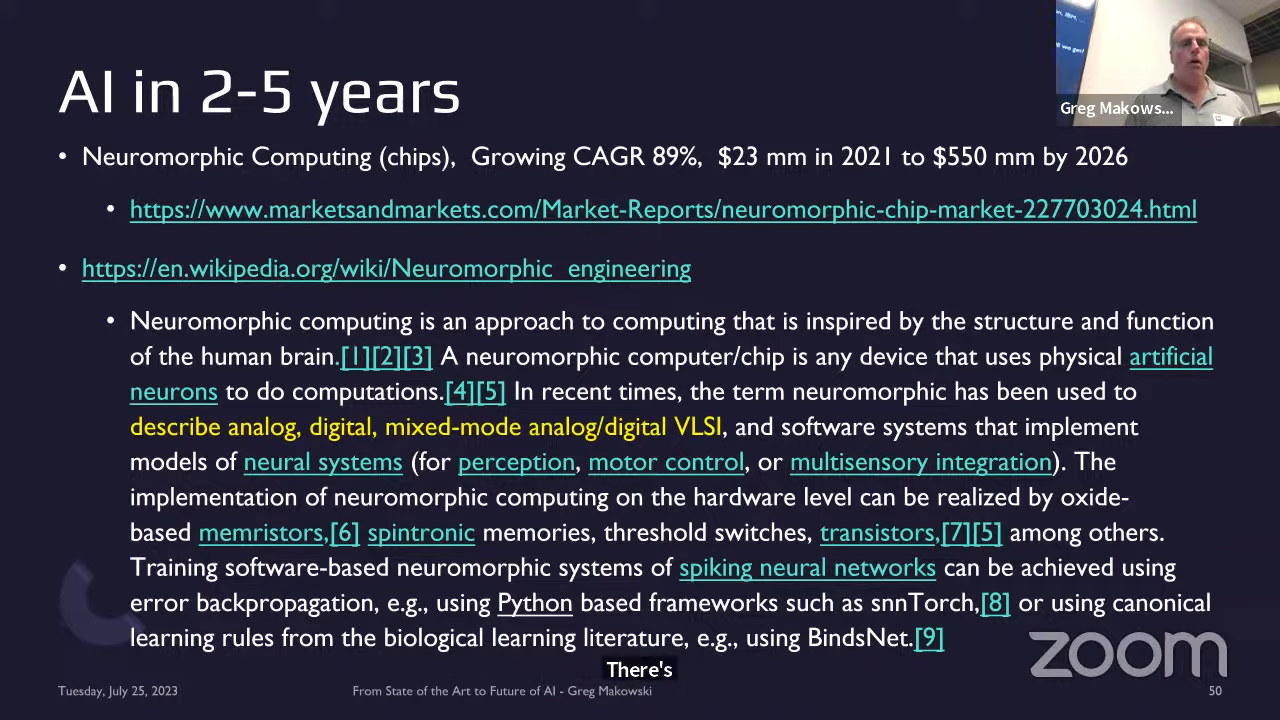 AI in 2-5 years
Greg Makows...
• Neuromorphic Computing (chips), Growing CAGR 89%, $23 mm in 2021 to $550 mm by 2026
• https://www.marketsandmarkets.com/Market-Reports/neuromorphic-chip-market-227703024.html
• https://en.wikipedia.org/wiki/Neuromorphic_engineering
• Neuromorphic computing is an approach to computing that is inspired by the structure and function
of the human brain.[1][2][3] A neuromorphic computer/chip is any device that uses physical artificial
neurons to do computations.[4][5] In recent times, the term neuromorphic has been used to
describe analog, digital, mixed-mode analog/digital VLSI, and software systems that implement
models of neural systems (for perception, motor control, or multisensory integration). The
implementation of neuromorphic computing on the hardware level can be realized by oxide-
based memristors,[6] spintronic memories, threshold switches, transistors,[7][5] among others.
Training software-based neuromorphic systems of spiking neural networks can be achieved using
error backpropagation, e.g., using Python based frameworks such as snnTorch,[8] or using canonical
learning rules from the biological learning literature, e.g., using BindsNet.[9]
zoom
There's
Tuesday, July 25, 2023
From State of the Art to Future of AI - Greg Makowski
50